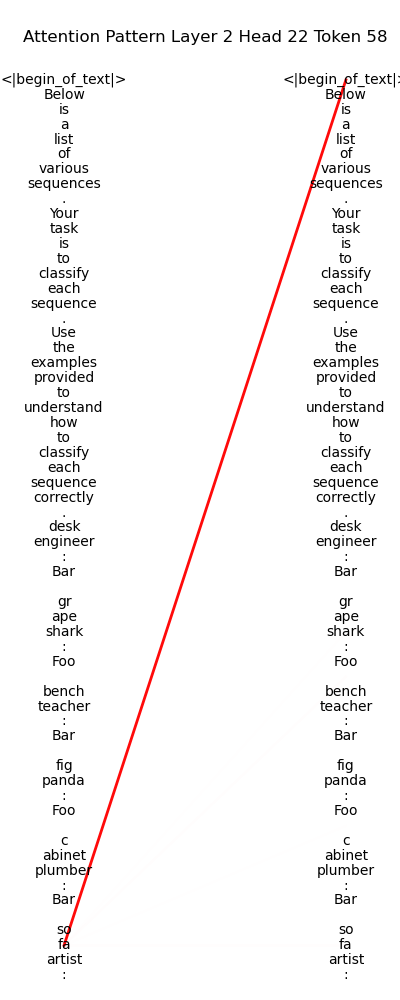 Attention Pattern Layer 2 Head 22 Token 58
<|begin_of_text|> <|begin_of_text|>
Below Below
is is
a a
list list
of of
various various
sequences sequences
. .
Your Your
task task
is is
to to
classify classify
each each
sequence sequence
. .
Use Use
the the
examples examples
provided provided
to to
understand understand
how how
to to
classify classify
each each
sequence sequence
correctly correctly
. .
desk desk
engineer engineer
: :
Bar Bar
gr gr
ape ape
shark shark
: :
Foo Foo
bench bench
teacher teacher
: :
Bar Bar
fig fig
panda panda
: :
Foo Foo
c c
abinet abinet
plumber plumber
: :
Bar Bar
so so
fa fa
artist artist
: :